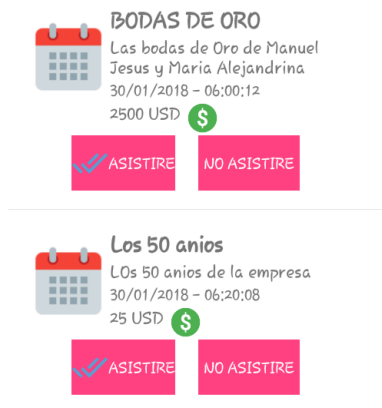 BODAS DE ORO
Las bodas de Oro de Manuel
Jesus y Maria Alejandrina
30/01/2018 - 06:00:12
2500 USD $
ASISTIRE NO ASISTIRE
Los 50 anios
LOs 50 anios de la empresa
30/01/2018 - 06:20:08
25 USD $
ASISTIRE NO ASISTIRE